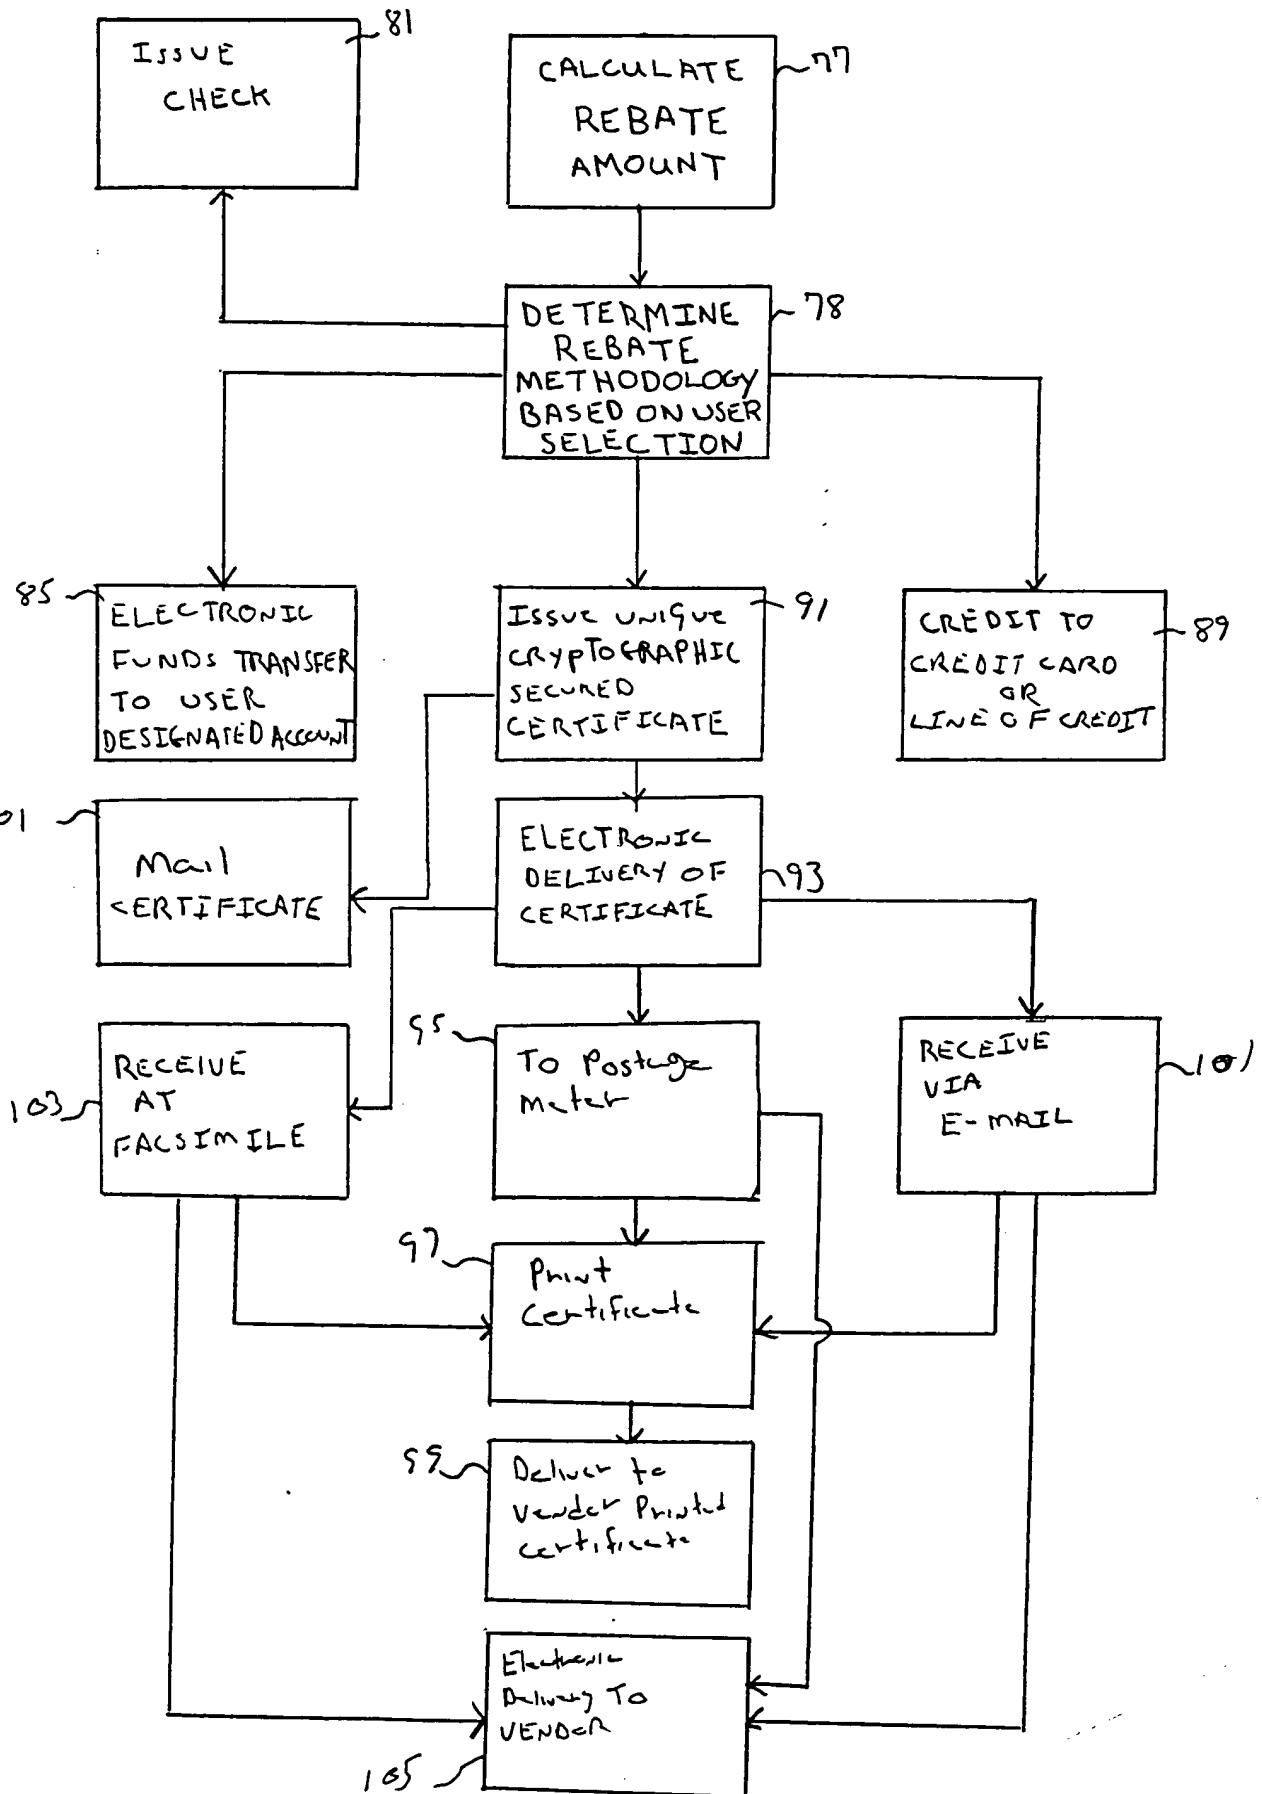 ISSUE
CHECK
81
CALCULATE
REBATE
AMOUNT
77
DETERMINE
REBATE
METHODOLOGY
BASED ON USER
SELECTION
78
85
ELECTRONIC
FUNDS TRANSFER
TO USER
DESIGNATED ACCOUNT
ISSUE UNIQUE
CRYPTOGRAPHIC
SECURED
CERTIFICATE
91
CREDIT TO
CREDIT CARD
OR
LINE OF CREDIT
89
01
Mail
CERTIFICATE
ELECTRONIC
DELIVERY OF
CERTIFICATE
93
103
RECEIVE
AT
FACSIMILE
95
To Postage
Meter
RECEIVE
VIA
E-MAIL
101
97
Print
Certificate
99
Deliver to
Vendor Printed
Certificate
Electronic
Delivery To
VENDOR
105